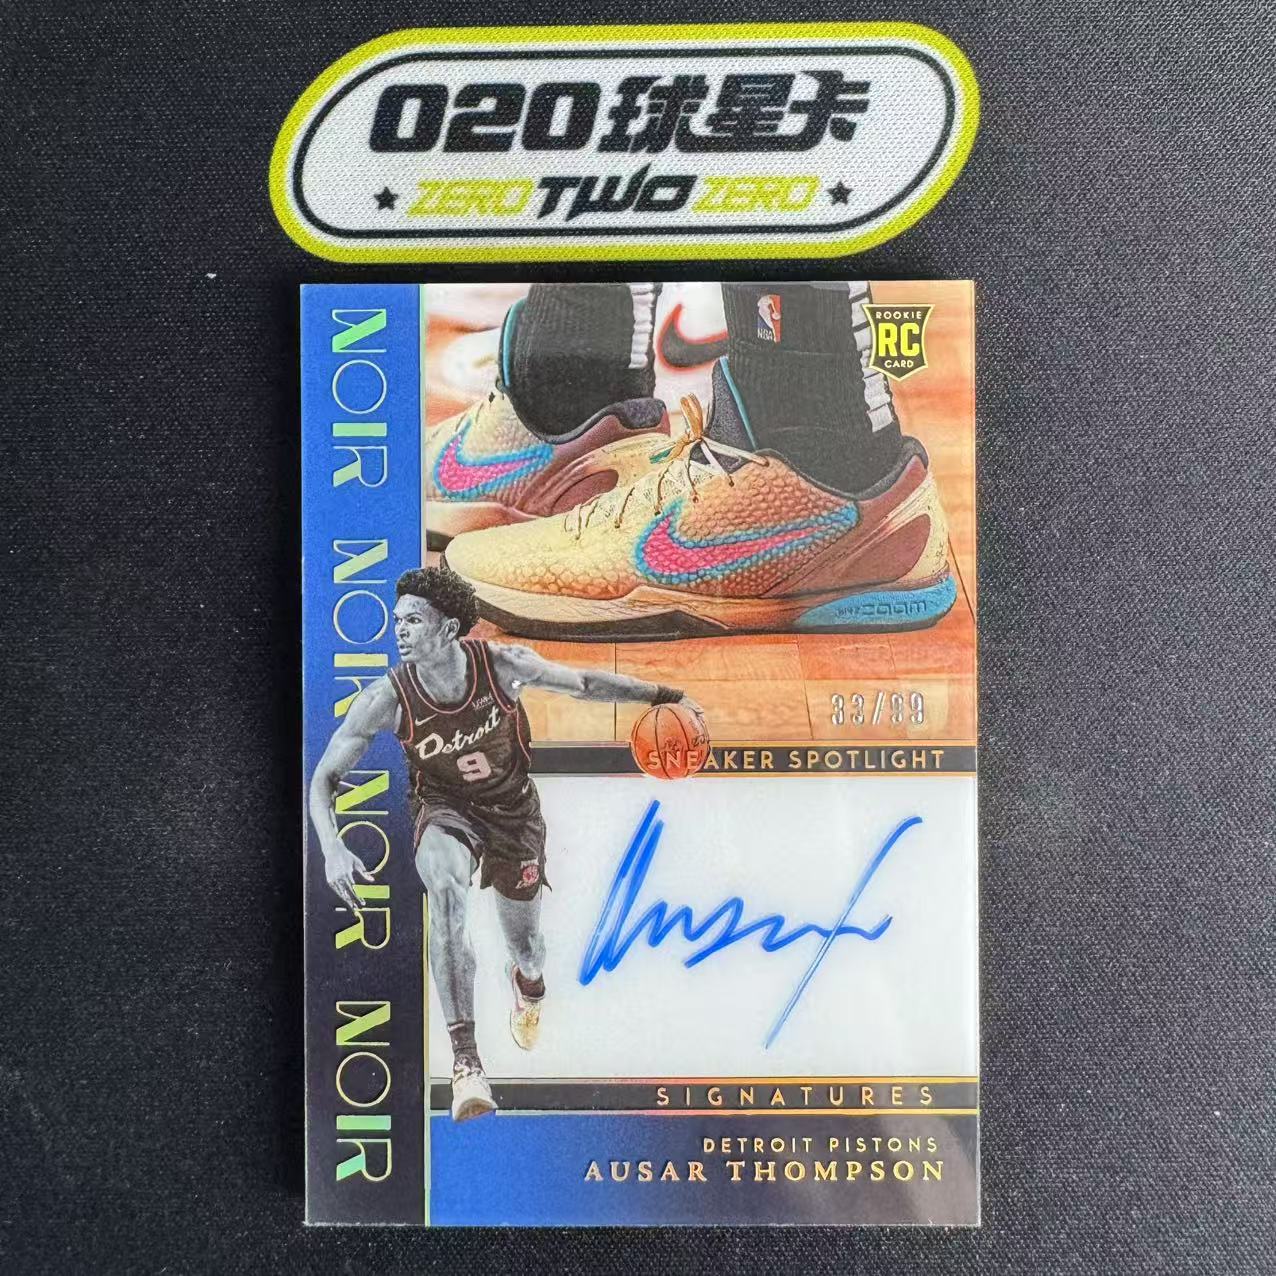 020球星卡
ZERO TWO ZERO
NOIR NOIR NOIR NOIR
ROOKIE
RC
CARD
NBA
ZOOM
33/99
Detroit
9
SNEAKER SPOTLIGHT
SIGNATURES
DETROIT PISTONS
AUSAR THOMPSON